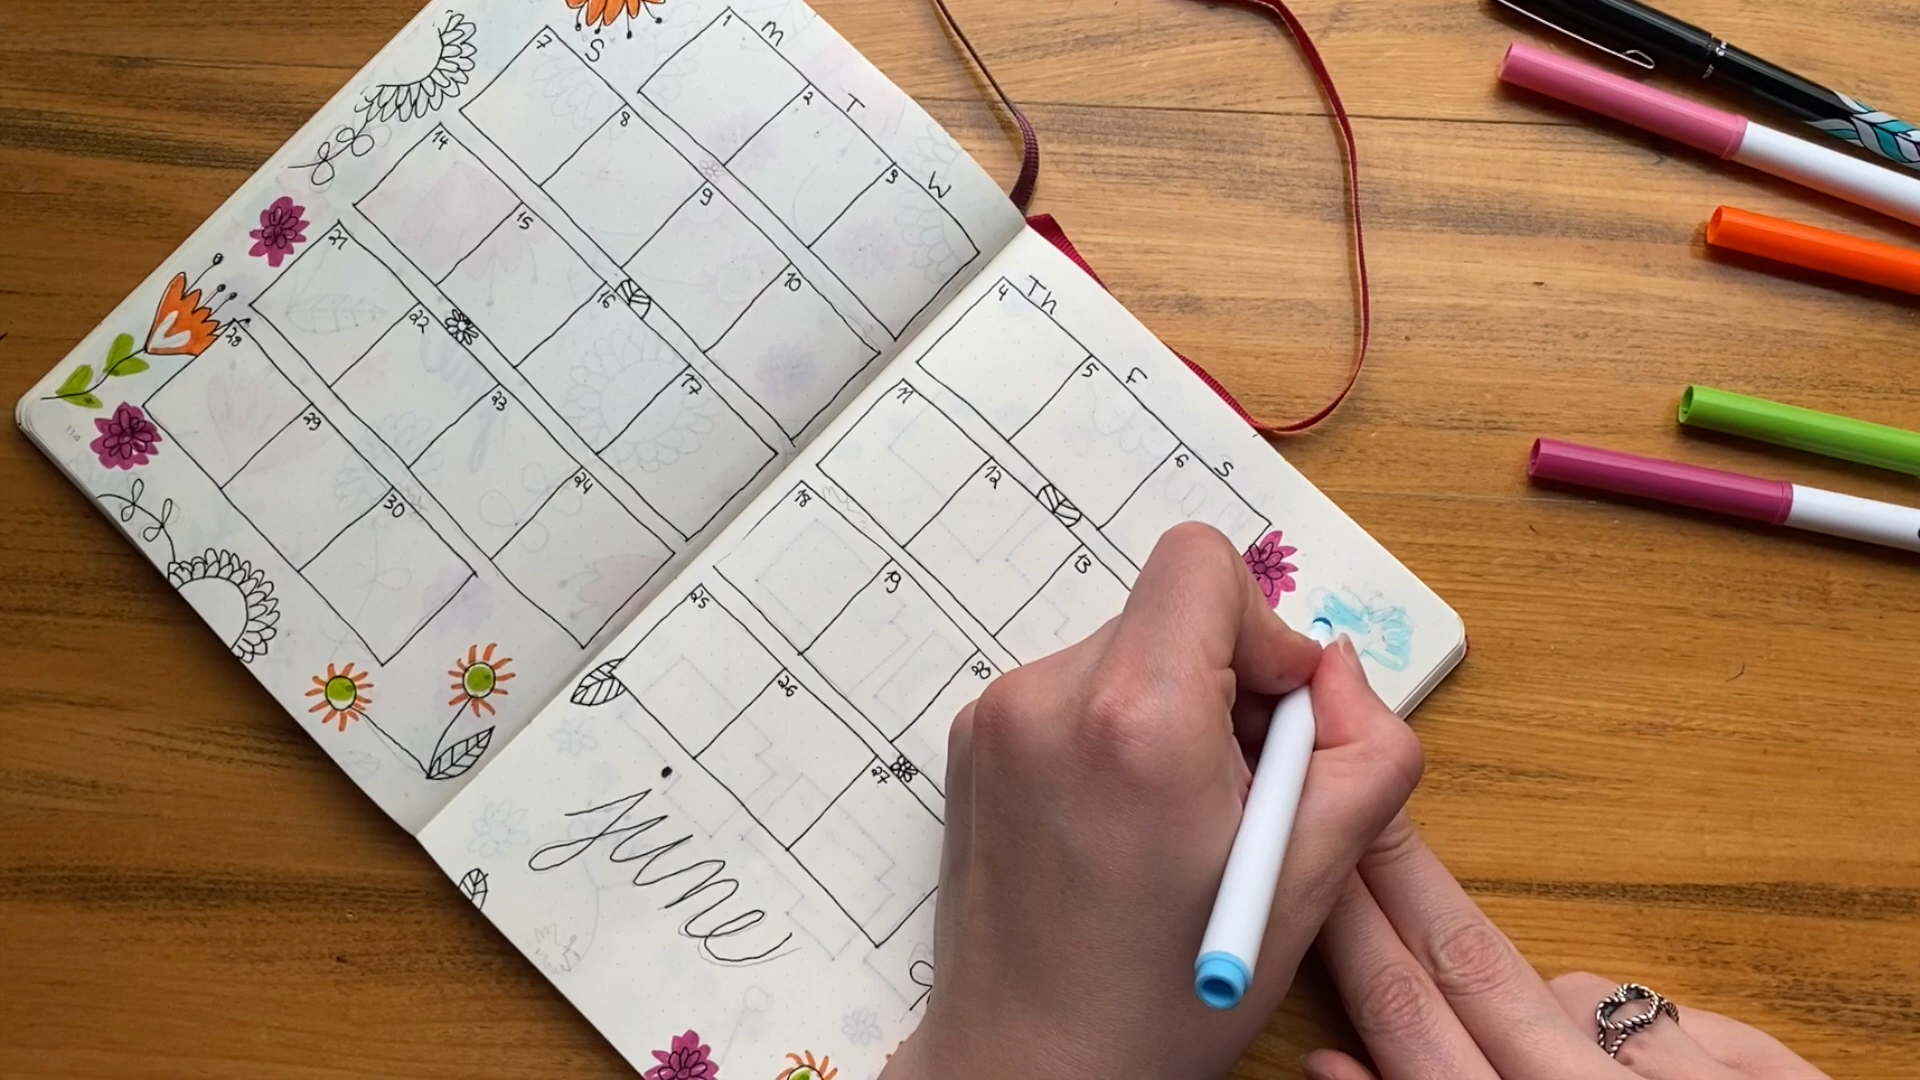 S M T W Th F S
1 2 3 4 5 6
7 8 9 10 11 12 13
14 15 16 17 18 19 20
21 22 23 24 25 26 27
28 29 30
june
114